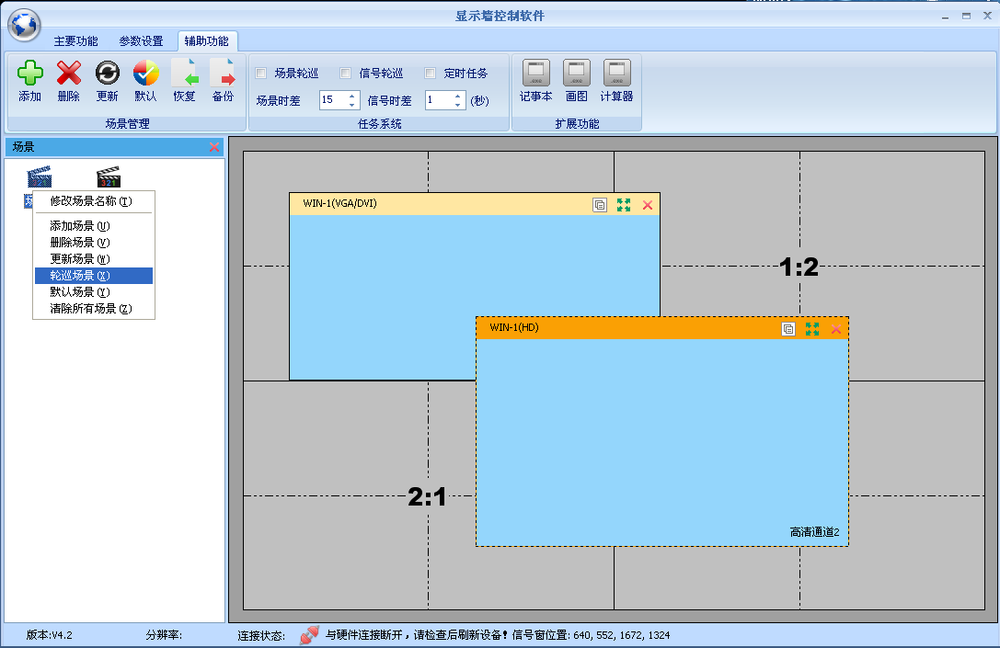 显示墙控制软件
主要功能 参数设置 辅助功能
添加 删除 更新 默认 恢复 备份
场景管理
场景轮巡 信号轮巡 定时任务
场景时差 15 信号时差 1 (秒)
任务系统
.exe .exe .exe
记事本 画图 计算器
扩展功能
场景
321 321
修改场景名称(T)
添加场景(U)
删除场景(V)
更新场景(W)
轮巡场景(X)
默认场景(Y)
清除所有场景(Z)
WIN-1(VGA/DVI)
1:2
WIN-1(HD)
2:1
高清通道2
版本:V4.2 分辨率: 连接状态: 与硬件连接断开，请检查后刷新设备！信号窗位置: 640, 552, 1672, 1324